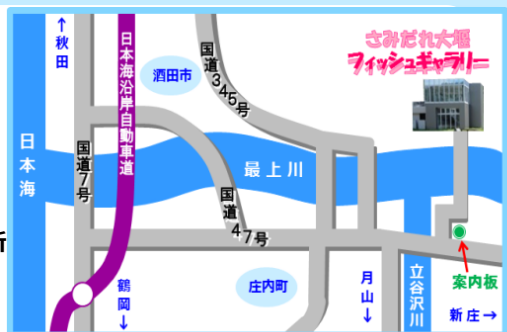 ↑秋田
日本海沿岸自動車道
酒田市
国道345号
さみだれ大堰
フィッシュギャラリー
日本海
国道7号
最上川
国道47号
所
鶴岡↓
庄内町
月山↓
立谷沢川
案内板
新庄→